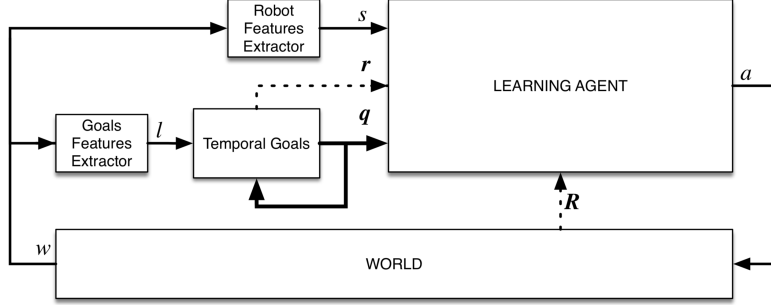 Robot
Features
Extractor
s
r
LEARNING AGENT
a
Goals
Features
Extractor
l
Temporal Goals
q
R
w
WORLD